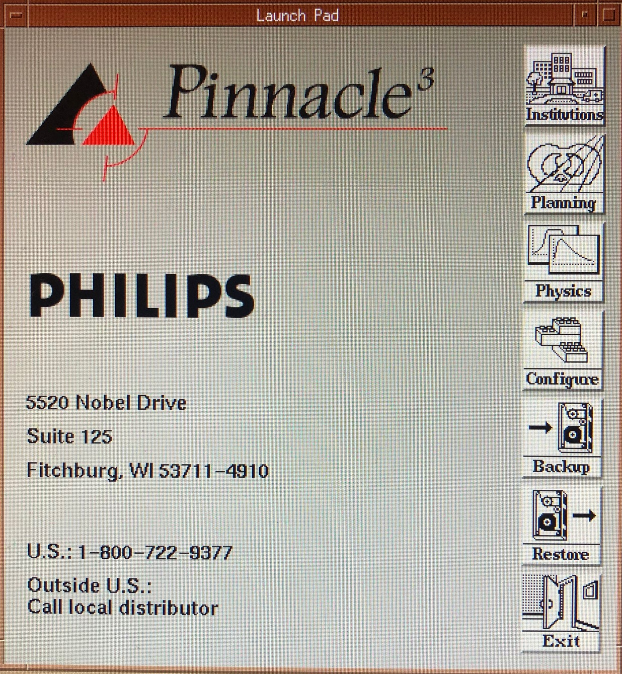 Launch Pad
Pinnacle³
PHILIPS
5520 Nobel Drive
Suite 125
Fitchburg, WI 53711-4910
U.S.: 1-800-722-9377
Outside U.S.:
Call local distributor
Institutions
Planning
Physics
Configure
Backup
Restore
Exit